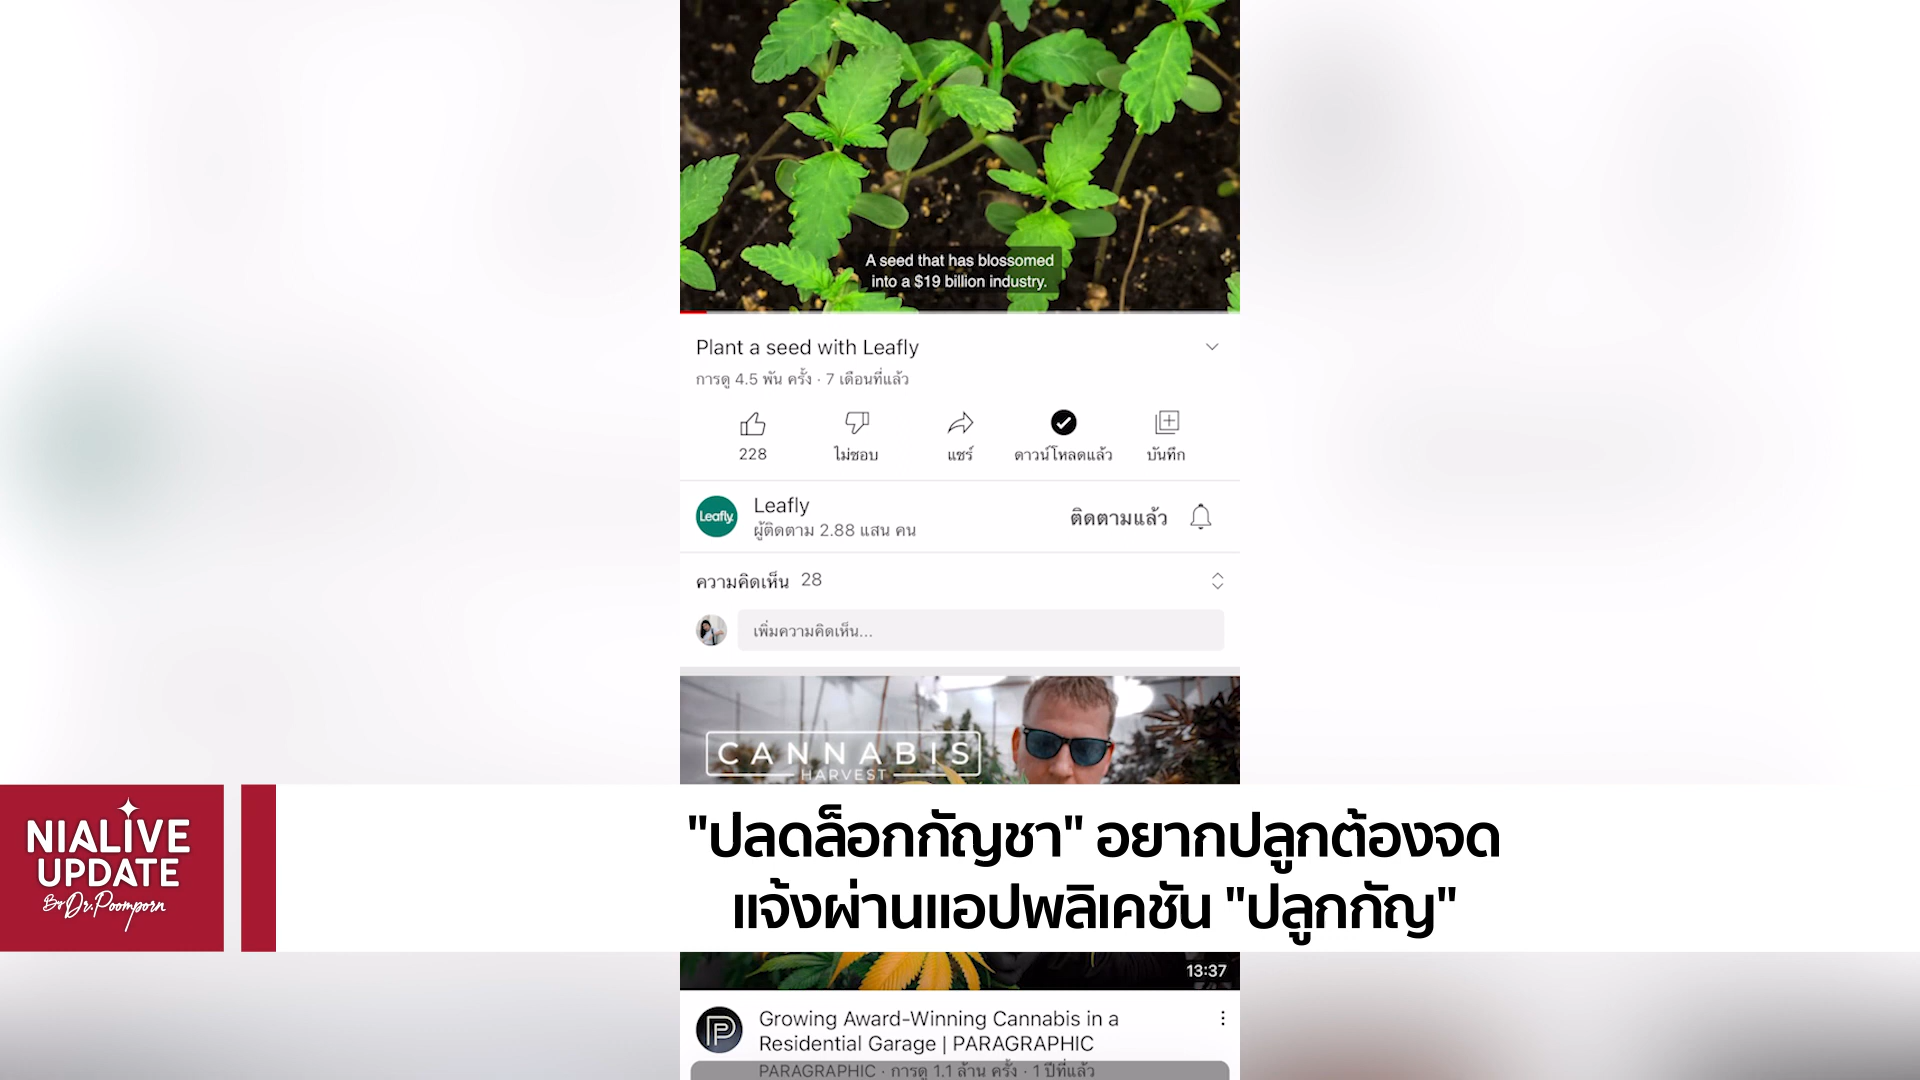 A seed that has blossomed
into a $19 billion industry.
Plant a seed with Leafly
การดู 4.5 พัน ครั้ง · 7 เดือนที่แล้ว
228 ไม่ชอบ แชร์ ดาวน์โหลดแล้ว บันทึก
Leafly
Leafly
ผู้ติดตาม 2.88 แสน คน
ติดตามแล้ว
ความคิดเห็น 28
เพิ่มความคิดเห็น...
CANNABIS
HARVEST
NIALIVE
UPDATE
By Dr.Poomporn
"ปลดล็อกกัญชา" อยากปลูกต้องจด
แจ้งผ่านแอปพลิเคชัน "ปลูกกัญ"
13:37
Growing Award-Winning Cannabis in a
Residential Garage | PARAGRAPHIC
PARAGRAPHIC · การดู 1.1 ล้าน ครั้ง · 1 ปีที่แล้ว